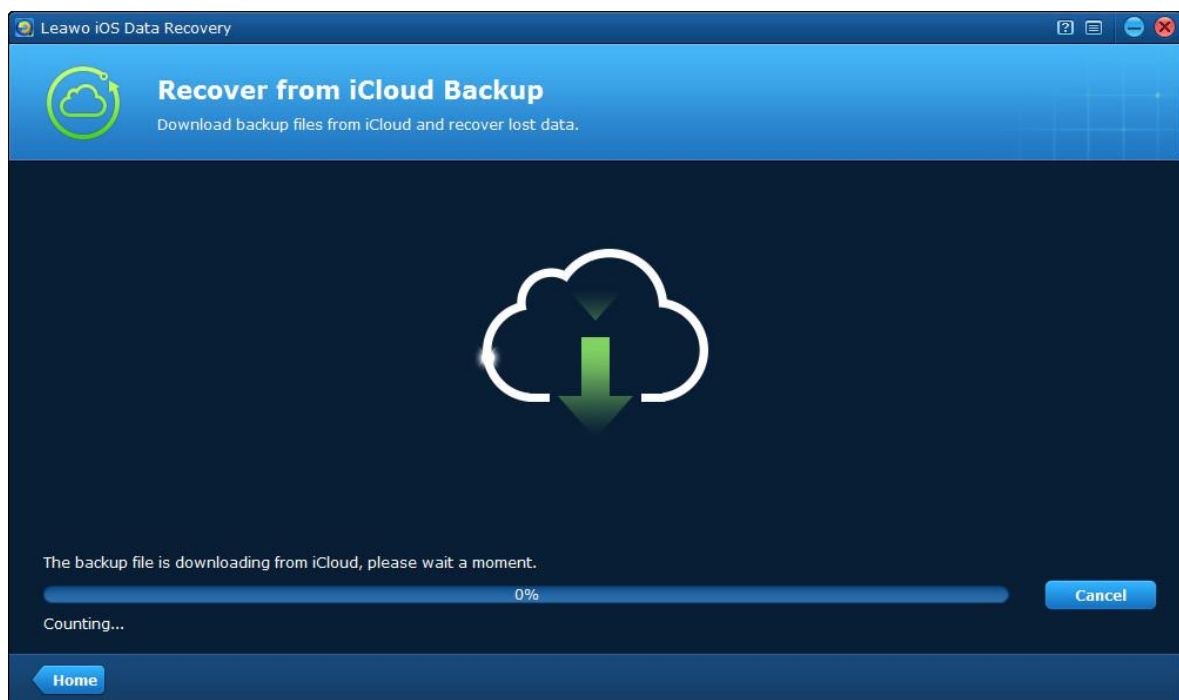 Leawo iOS Data Recovery
Recover from iCloud Backup
Download backup files from iCloud and recover lost data.
The backup file is downloading from iCloud, please wait a moment.
0%
Cancel
Counting...
Home